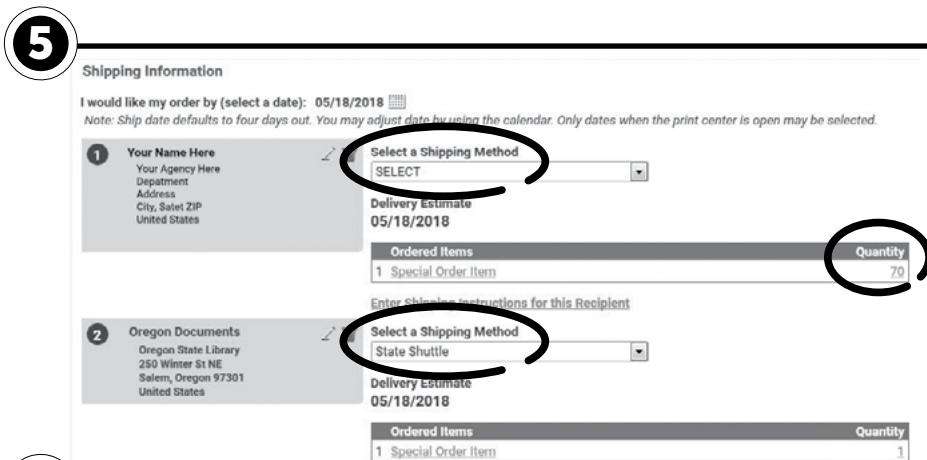 5
Shipping Information
I would like my order by (select a date): 05/18/2018
Note: Ship date defaults to four days out. You may adjust date by using the calendar. Only dates when the print center is open may be selected.
1 Your Name Here
Your Agency Here
Depatment
Address
City, Satet ZIP
United States
Select a Shipping Method
SELECT
Delivery Estimate
05/18/2018
Ordered Items Quantity
1 Special Order Item 70
Enter Shipping Instructions for this Recipient
2 Oregon Documents
Oregon State Library
250 Winter St NE
Salem, Oregon 97301
United States
Select a Shipping Method
State Shuttle
Delivery Estimate
05/18/2018
Ordered Items Quantity
1 Special Order Item 1